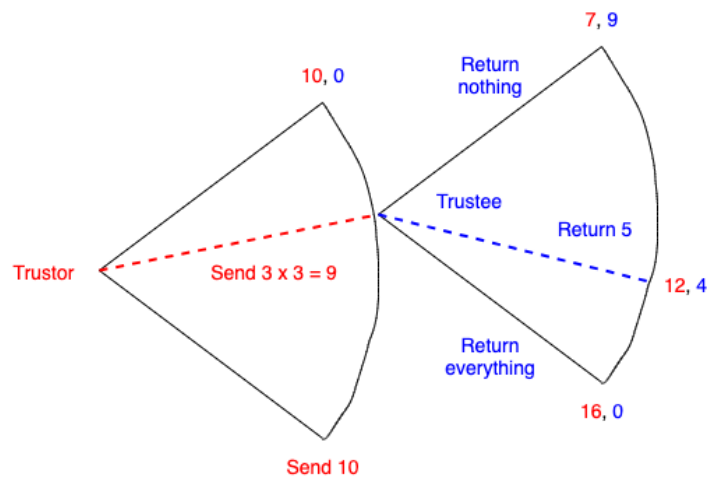 7, 9
Return
nothing
10, 0
Trustee
Return 5
Trustor
Send 3 x 3 = 9
12, 4
Return
everything
16, 0
Send 10